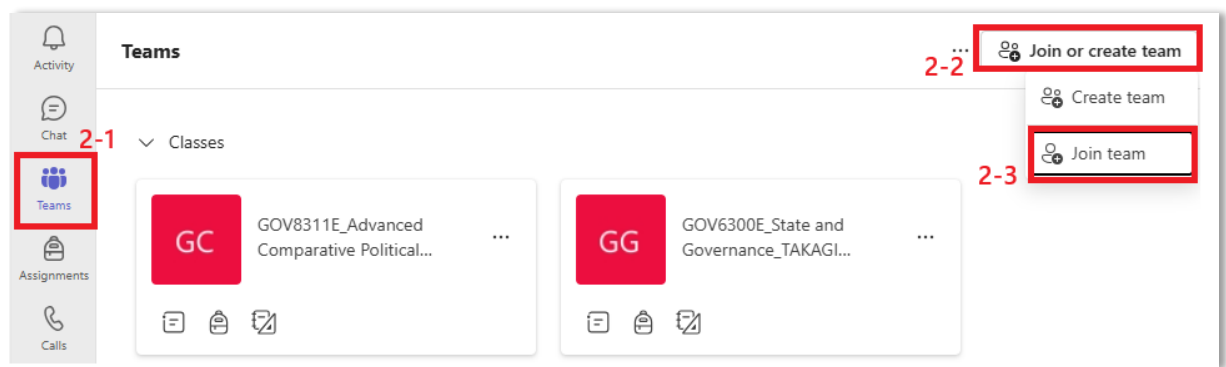 Activity
Chat
2-1
Teams
Assignments
Calls
Teams
...
2-2
Join or create team
Create team
Join team
2-3
Classes
GC
GOV8311E_Advanced
Comparative Political...
...
GG
GOV6300E_State and
Governance_TAKAGI...
...